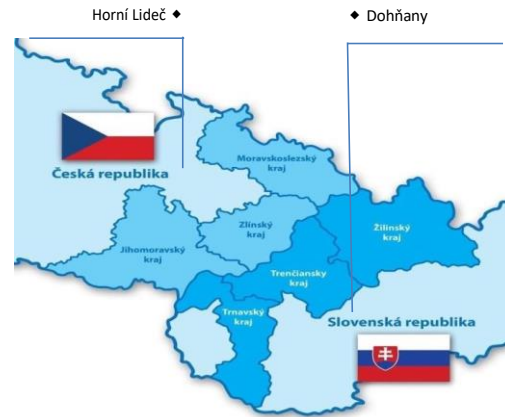 Horní Lideč ◆
◆ Dohňany
Moravskoslezský
kraj
Česká republika
Zlínský
kraj
Žilinský
kraj
Jihomoravský
kraj
Trenčiansky
kraj
Trnavský
kraj
Slovenská republika